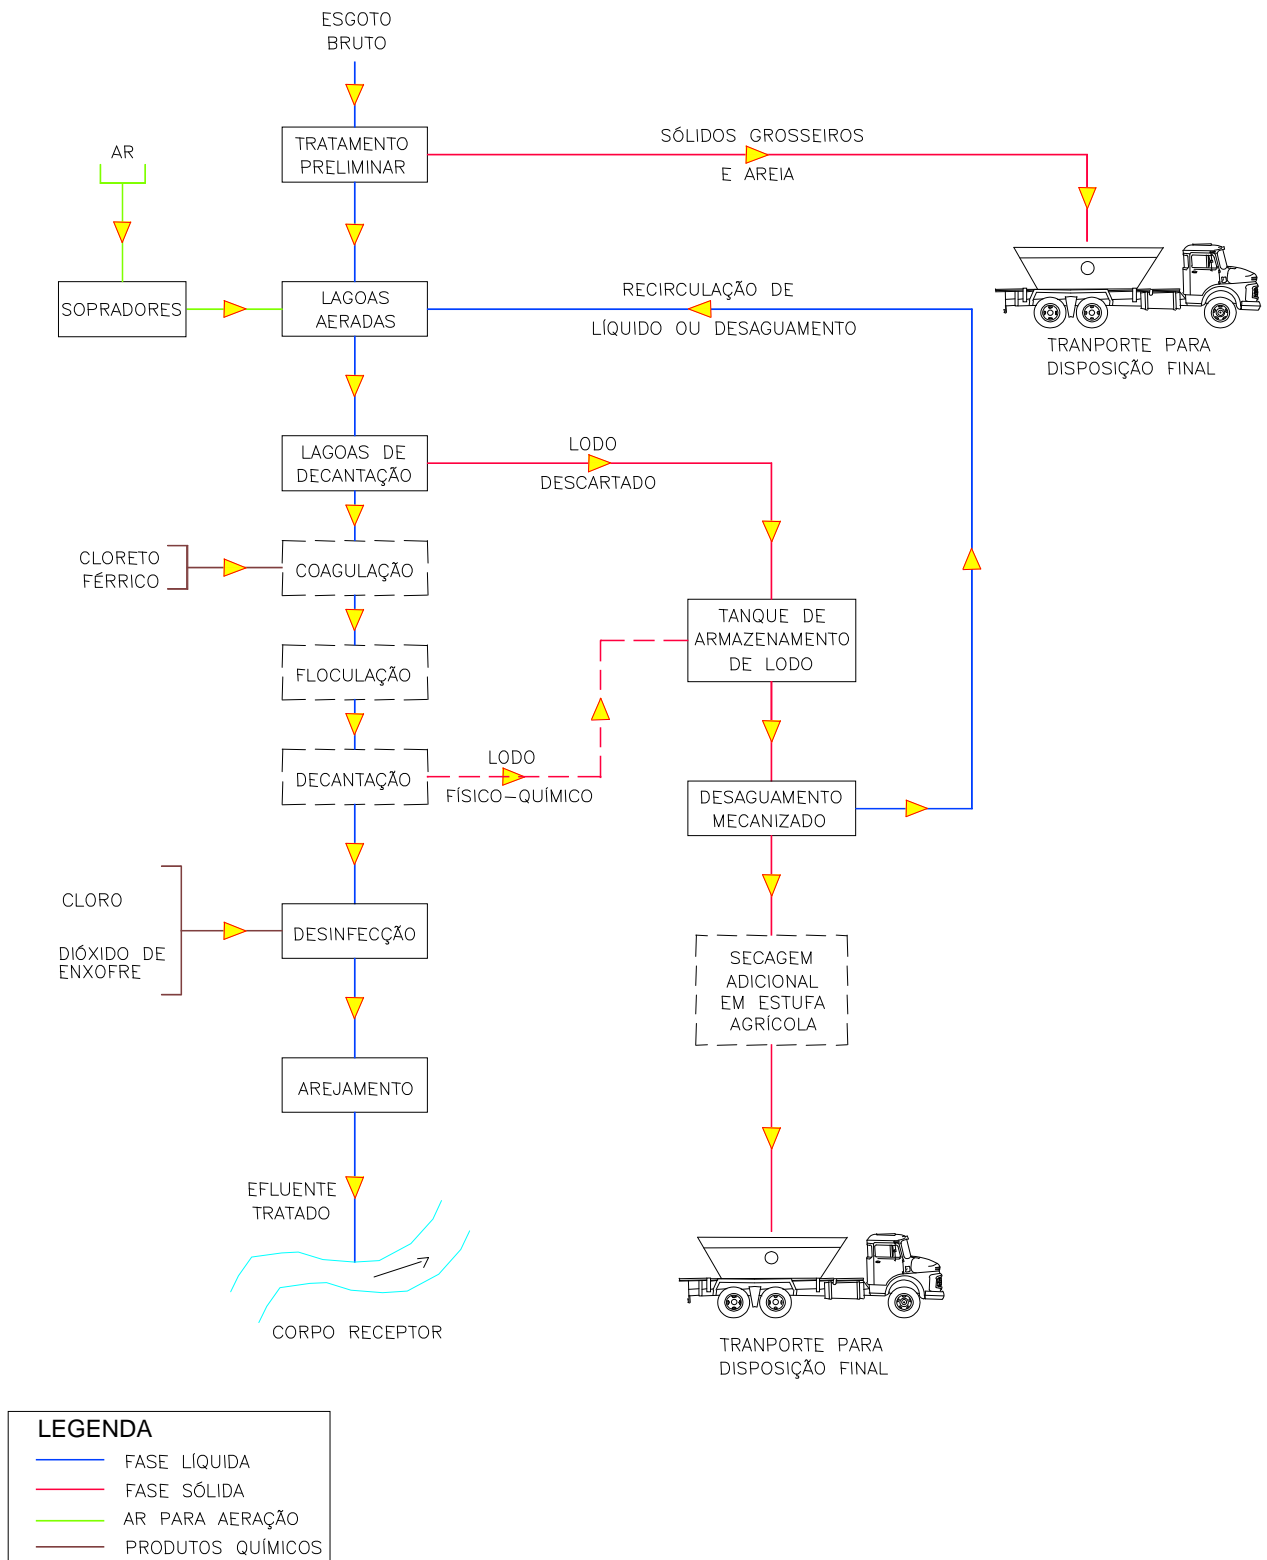 ESGOTO
BRUTO
TRATAMENTO
PRELIMINAR
SÓLIDOS GROSSEIROS
E AREIA
AR
SOPRADORES
LAGOAS
AERADAS
RECIRCULAÇÃO DE
LÍQUIDO OU DESAGUAMENTO
TRANPORTE PARA
DISPOSIÇÃO FINAL
LAGOAS DE
DECANTAÇÃO
LODO
DESCARTADO
CLORETO
FÉRRICO
COAGULAÇÃO
TANQUE DE
ARMAZENAMENTO
DE LODO
FLOCULAÇÃO
DECANTAÇÃO
LODO
FÍSICO-QUÍMICO
DESAGUAMENTO
MECANIZADO
CLORO
DIÓXIDO DE
ENXOFRE
DESINFECÇÃO
SECAGEM
ADICIONAL
EM ESTUFA
AGRÍCOLA
AREJAMENTO
EFLUENTE
TRATADO
CORPO RECEPTOR
TRANPORTE PARA
DISPOSIÇÃO FINAL
LEGENDA
FASE LÍQUIDA
FASE SÓLIDA
AR PARA AERAÇÃO
PRODUTOS QUÍMICOS